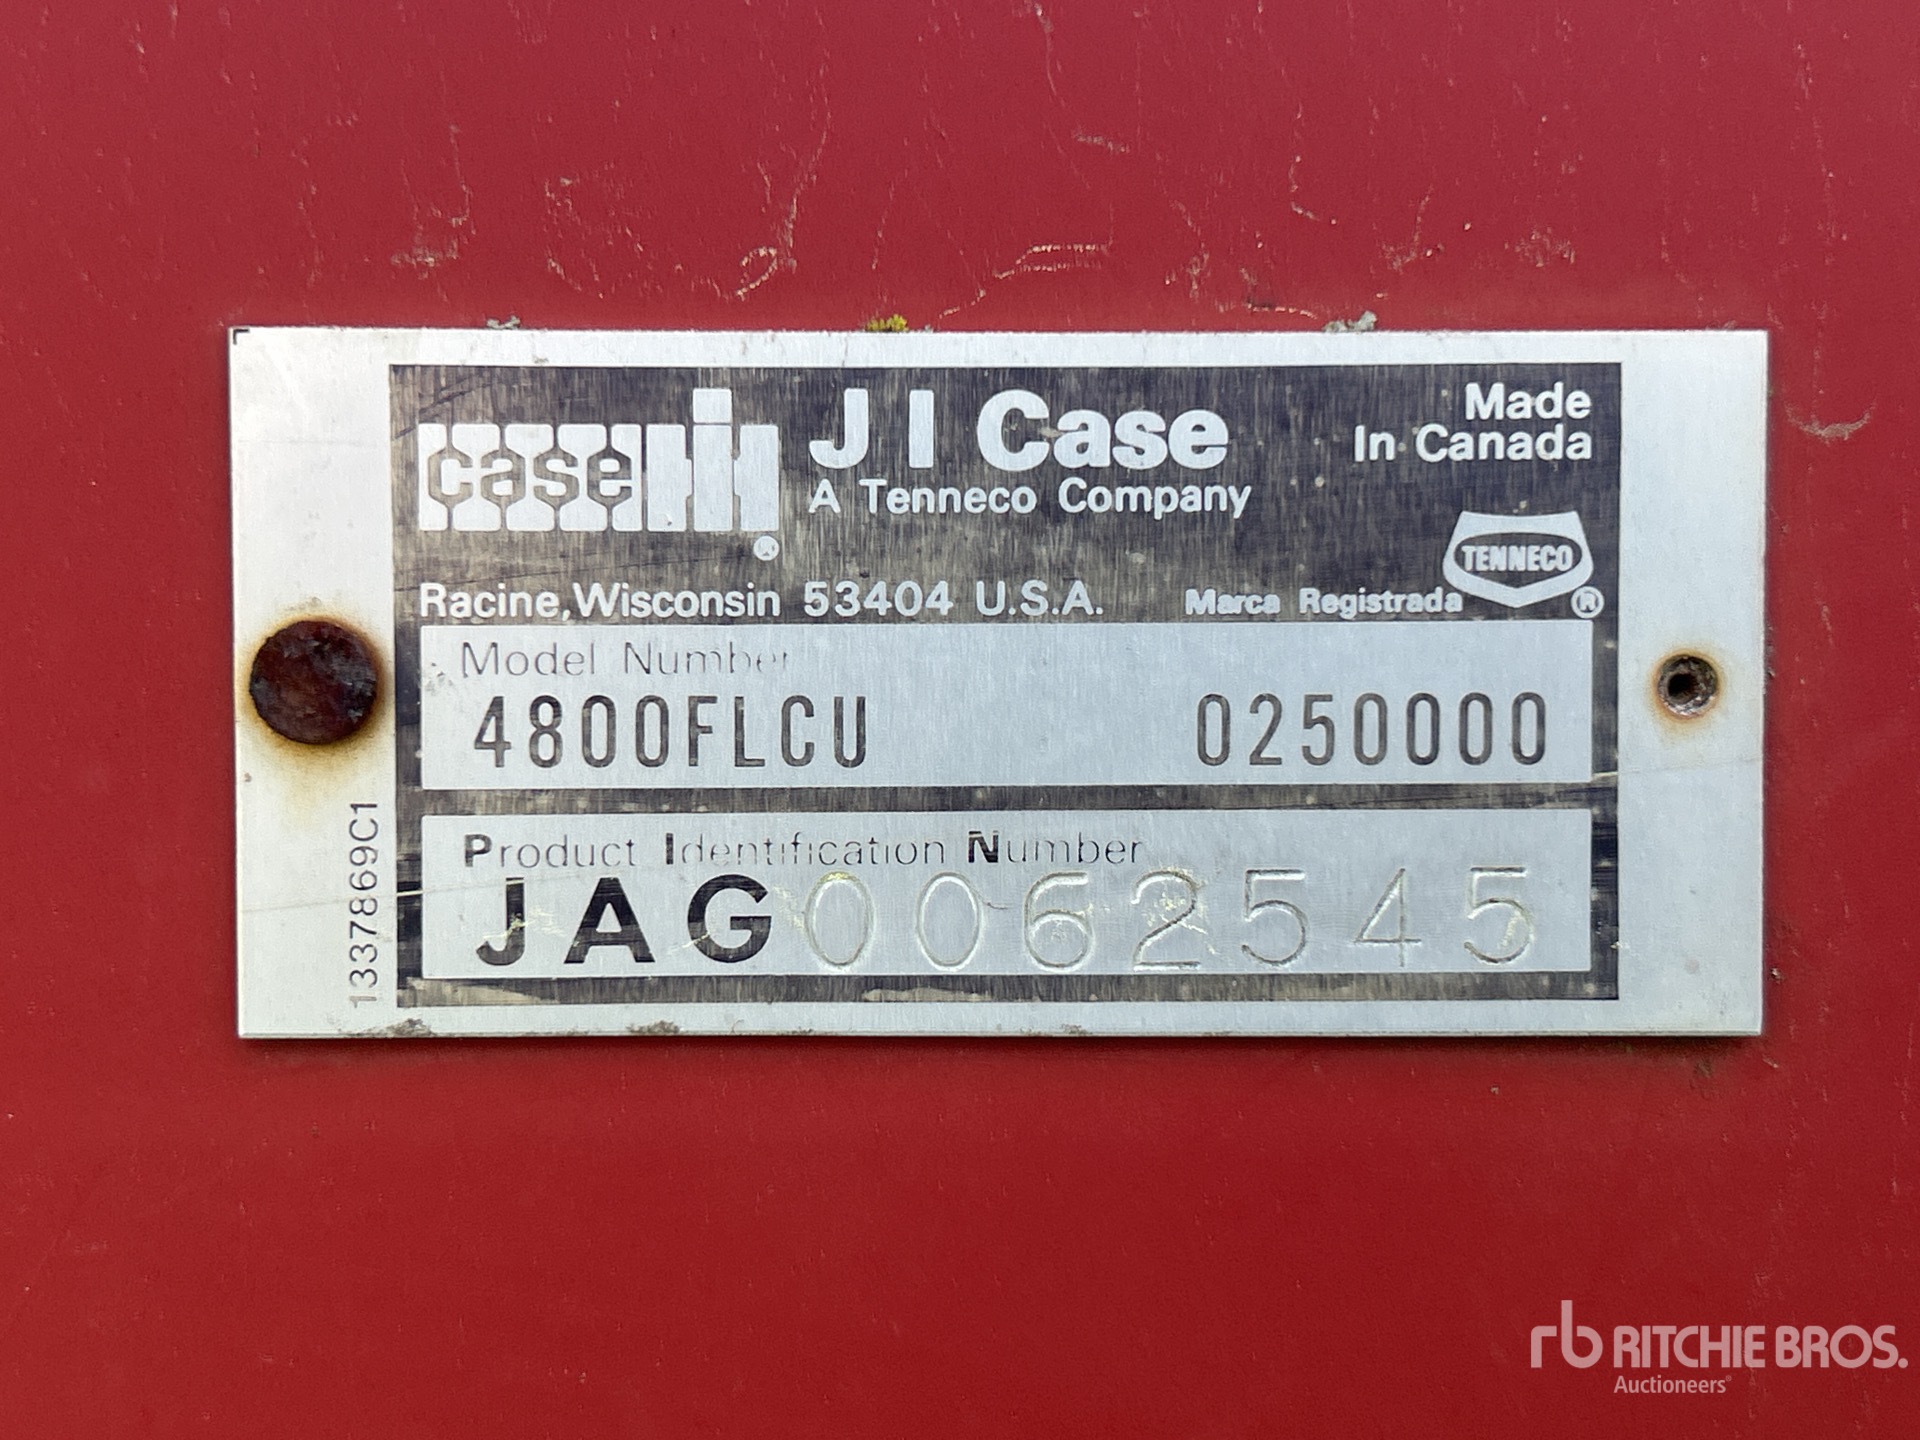 case IH
®
J I Case
A Tenneco Company
Made
In Canada
TENNECO
®
Racine, Wisconsin 53404 U.S.A.
Marca Registrada
Model Number
4800FLCU 0250000
Product Identification Number
JAG0062545
1337869C1
rb RITCHIE BROS.
Auctioneers®